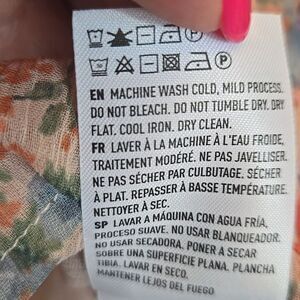 EN MACHINE WASH COLD, MILD PROCESS.
DO NOT BLEACH. DO NOT TUMBLE DRY. DRY
FLAT. COOL IRON. DRY CLEAN.
FR LAVER À LA MACHINE À L'EAU FROIDE,
TRAITEMENT MODÉRÉ. NE PAS JAVELLISER.
NE PAS SÉCHER PAR CULBUTAGE. SÉCHER
À PLAT. REPASSER À BASSE TEMPÉRATURE.
NETTOYER À SEC.
SP LAVAR A MÁQUINA CON AGUA FRÍA,
PROCESO SUAVE. NO USAR BLANQUEADOR.
NO USAR SECADORA. PONER A SECAR
SOBRE UNA SUPERFICIE PLANA. PLANCHA
TIBIA. LAVAR EN SECO.
MANTENER LEJOS DEL FUEGO